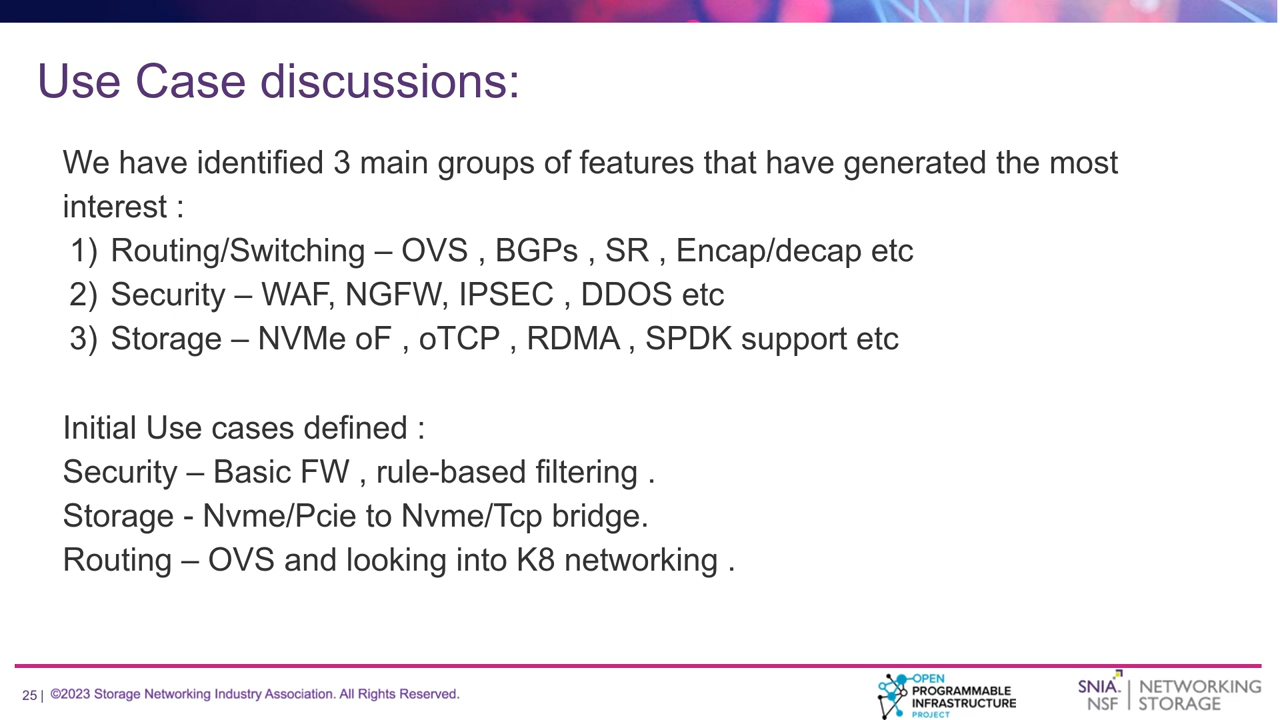 Use Case discussions:
We have identified 3 main groups of features that have generated the most
interest :
1) Routing/Switching – OVS , BGPs , SR , Encap/decap etc
2) Security – WAF, NGFW, IPSEC , DDOS etc
3) Storage – NVMe oF , oTCP , RDMA , SPDK support etc
Initial Use cases defined :
Security – Basic FW , rule-based filtering .
Storage - Nvme/Pcie to Nvme/Tcp bridge.
Routing – OVS and looking into K8 networking .
25 | ©2023 Storage Networking Industry Association. All Rights Reserved.
OPEN
PROGRAMMABLE
INFRASTRUCTURE
PROJECT
SNIA. | NETWORKING
NSF | STORAGE